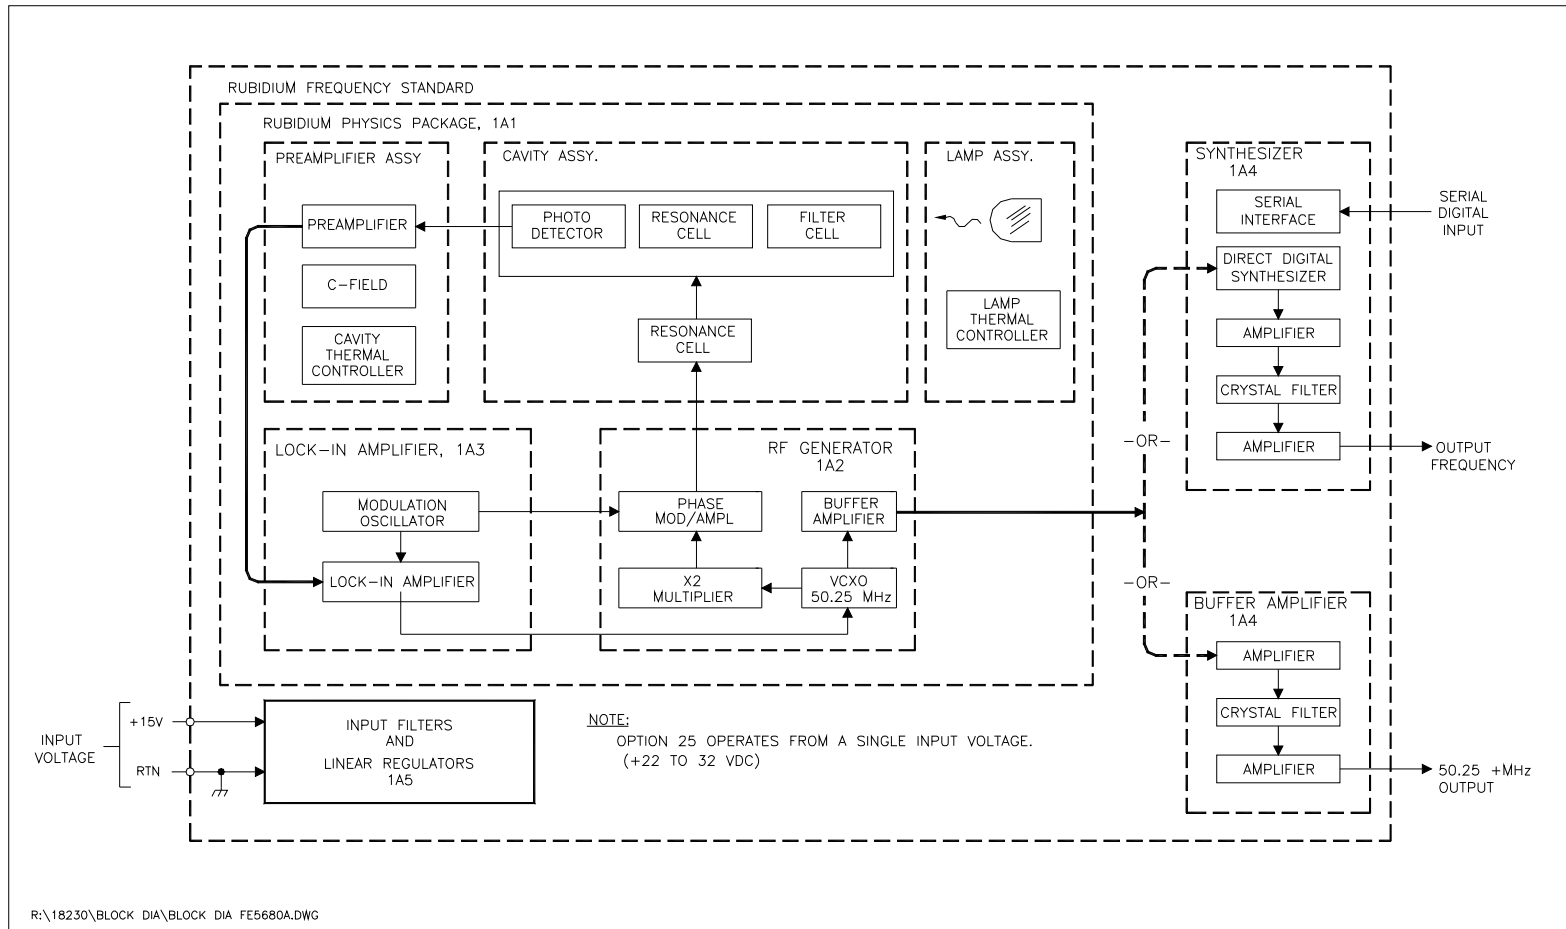 RUBIDIUM FREQUENCY STANDARD
RUBIDIUM PHYSICS PACKAGE, 1A1
PREAMPLIFIER ASSY
PREAMPLIFIER
C-FIELD
CAVITY
THERMAL
CONTROLLER
CAVITY ASSY.
PHOTO
DETECTOR
RESONANCE
CELL
FILTER
CELL
RESONANCE
CELL
LAMP ASSY.
LAMP
THERMAL
CONTROLLER
LOCK-IN AMPLIFIER, 1A3
MODULATION
OSCILLATOR
LOCK-IN AMPLIFIER
RF GENERATOR
1A2
PHASE
MOD/AMPL
BUFFER
AMPLIFIER
X2
MULTIPLIER
VCXO
50.25 MHz
-OR-
-OR-
SYNTHESIZER
1A4
SERIAL
INTERFACE
DIRECT DIGITAL
SYNTHESIZER
AMPLIFIER
CRYSTAL FILTER
AMPLIFIER
SERIAL
DIGITAL
INPUT
OUTPUT
FREQUENCY
BUFFER AMPLIFIER
1A4
AMPLIFIER
CRYSTAL FILTER
AMPLIFIER
50.25 +MHz
OUTPUT
INPUT
VOLTAGE
+15V
RTN
INPUT FILTERS
AND
LINEAR REGULATORS
1A5
NOTE:
OPTION 25 OPERATES FROM A SINGLE INPUT VOLTAGE.
(+22 TO 32 VDC)
R:\18230\BLOCK DIA\BLOCK DIA FE5680A.DWG